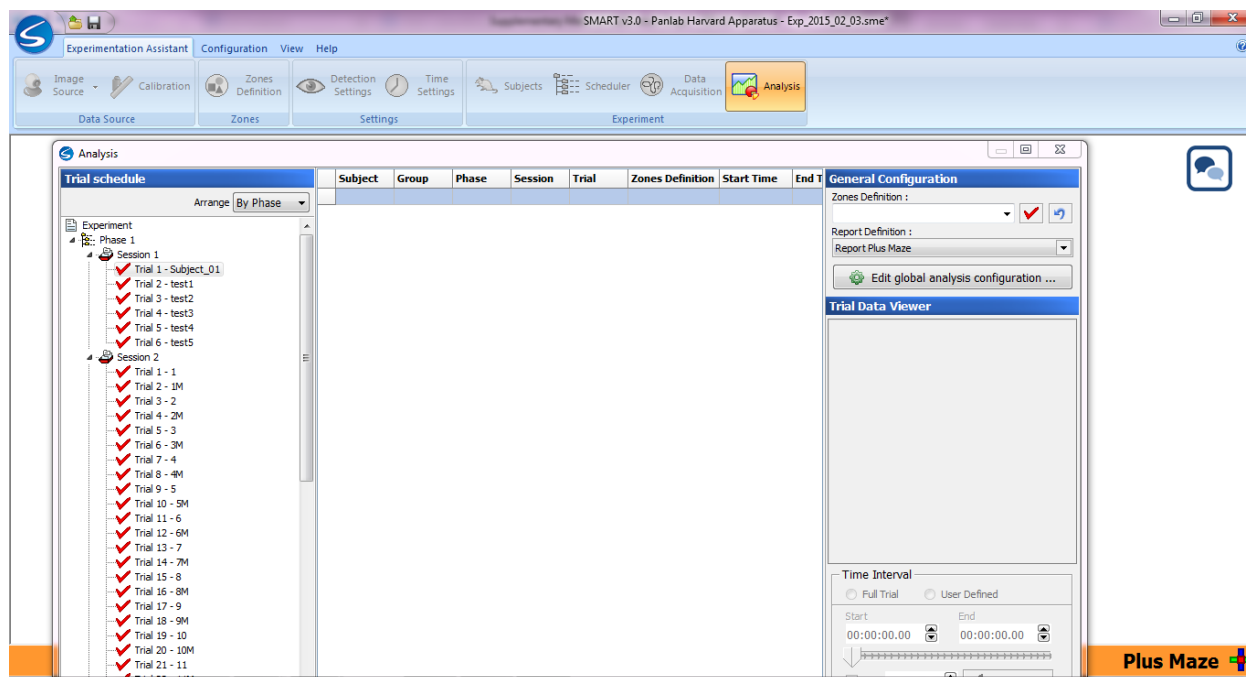 SMART v3.0 - Panlab Harvard Apparatus - Exp_2015_02_03.sme*
Experimentation Assistant Configuration View Help
Image Source
Calibration
Zones Definition
Detection Settings
Time Settings
Subjects
Scheduler
Data Acquisition
Analysis
Data Source Zones Settings Experiment
Analysis
Trial schedule
Arrange By Phase
Experiment
Phase 1
Session 1
Trial 1 - Subject_01
Trial 2 - test1
Trial 3 - test2
Trial 4 - test3
Trial 5 - test4
Trial 6 - test5
Session 2
Trial 1 - 1
Trial 2 - 1M
Trial 3 - 2
Trial 4 - 2M
Trial 5 - 3
Trial 6 - 3M
Trial 7 - 4
Trial 8 - 4M
Trial 9 - 5
Trial 10 - 5M
Trial 11 - 6
Trial 12 - 6M
Trial 13 - 7
Trial 14 - 7M
Trial 15 - 8
Trial 16 - 8M
Trial 17 - 9
Trial 18 - 9M
Trial 19 - 10
Trial 20 - 10M
Trial 21 - 11
Subject Group Phase Session Trial Zones Definition Start Time End T
General Configuration
Zones Definition :
Report Definition :
Report Plus Maze
Edit global analysis configuration ...
Trial Data Viewer
Time Interval
Full Trial User Defined
Start End
00:00:00.00 00:00:00.00
Plus Maze